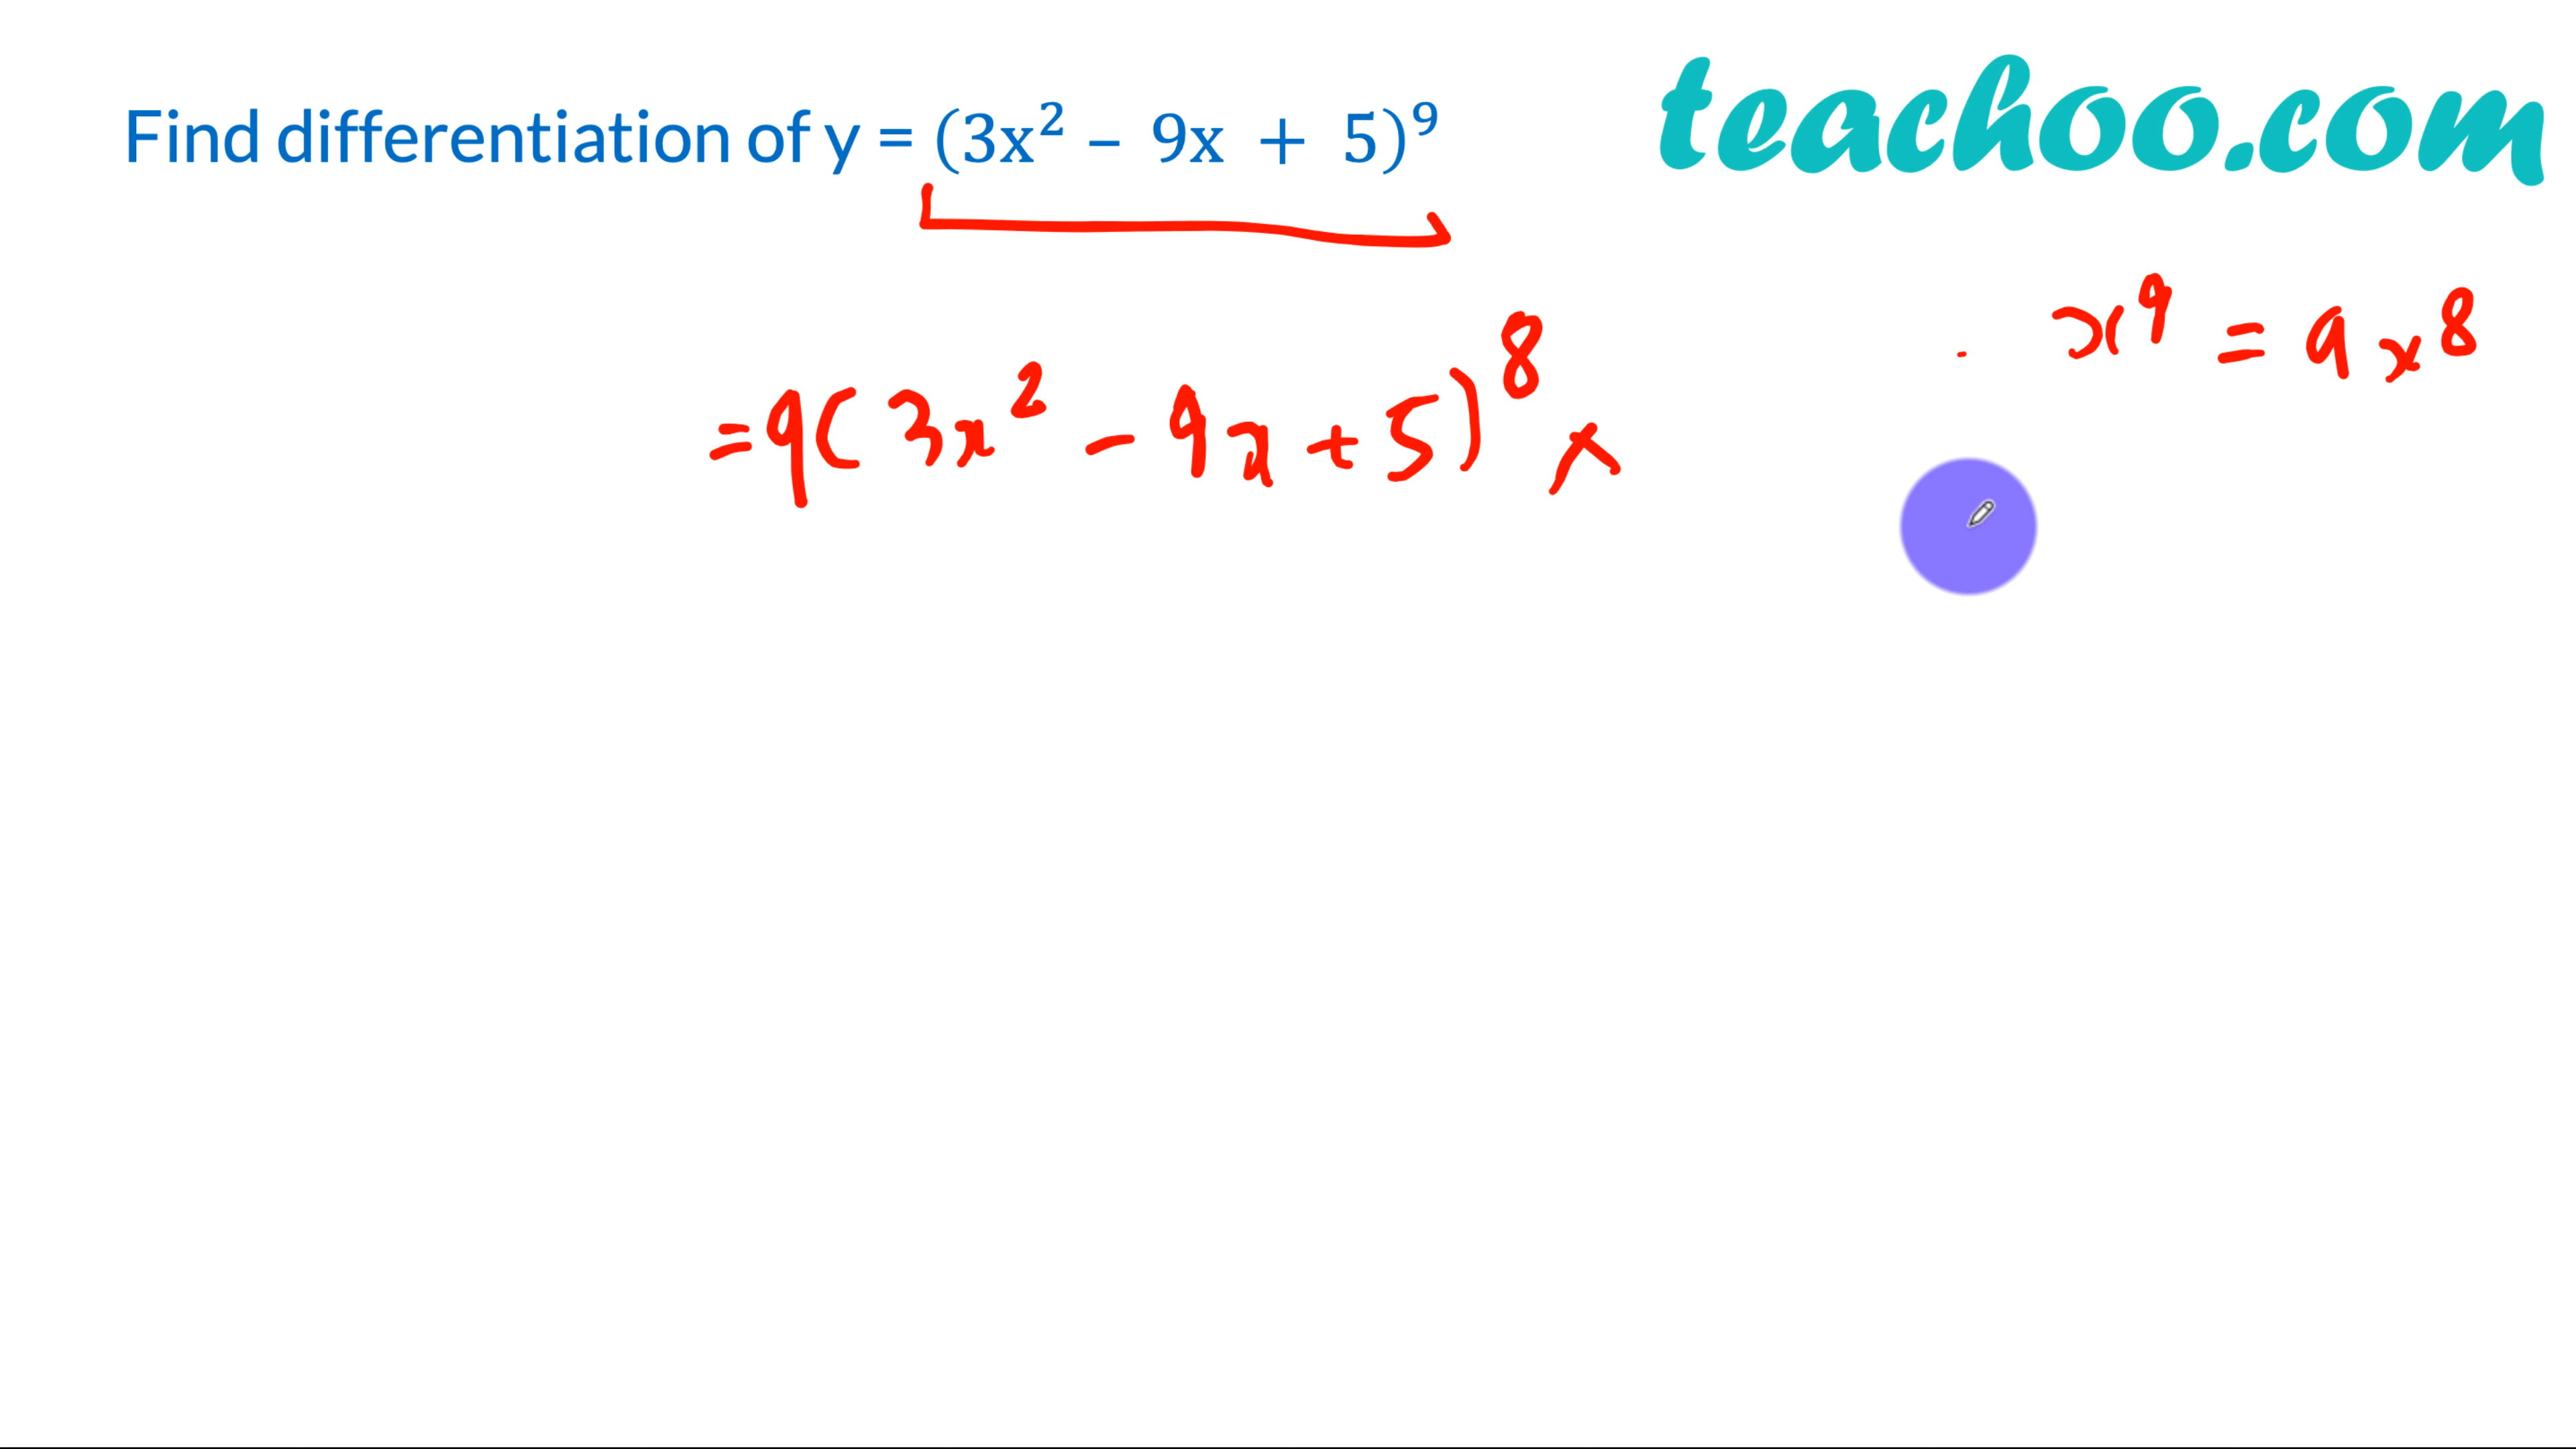 Find differentiation of y = (3x² – 9x + 5)⁹
teachoo.com
x⁹ = 9x⁸
=9(3x² - 9x + 5)⁸ ×